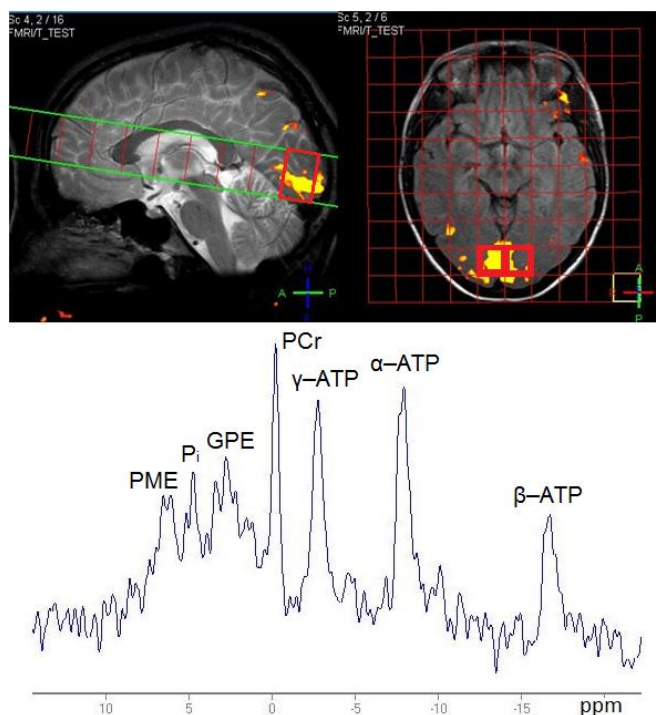 Sc 4, 2 / 16
FMRI/T_TEST
Sc 5, 2 / 6
FMRI/T_TEST
A P
A
P
PCr
γ–ATP
α–ATP
GPE
Pi
PME
β–ATP
10 5 0 -5 -10 -15 ppm